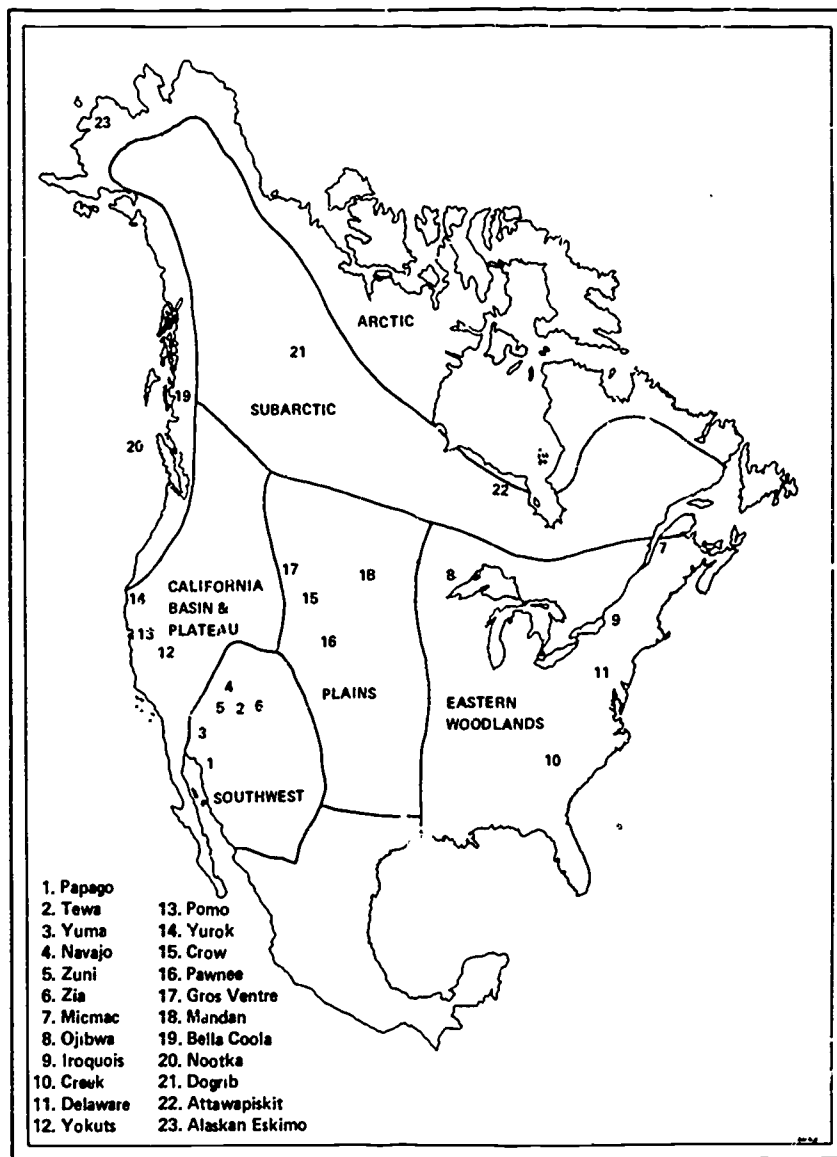 23
ARCTIC
21
SUBARCTIC
19
20
22
7
17
18
8
CALIFORNIA
BASIN &
PLATEAU
14
15
13
12
16
9
11
4
5 2 6
PLAINS
EASTERN
WOODLANDS
3
1
10
SOUTHWEST
1. Papago
2. Tewa
3. Yuma
4. Navajo
5. Zuni
6. Zia
7. Micmac
8. Ojibwa
9. Iroquois
10. Creek
11. Delaware
12. Yokuts
13. Pomo
14. Yurok
15. Crow
16. Pawnee
17. Gros Ventre
18. Mandan
19. Bella Coola
20. Nootka
21. Dogrib
22. Attawapiskit
23. Alaskan Eskimo